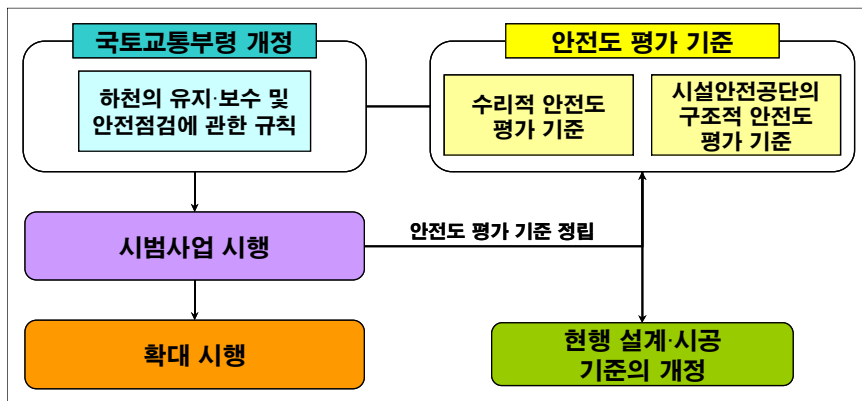 국토교통부령 개정
하천의 유지·보수 및
안전점검에 관한 규칙
안전도 평가 기준
수리적 안전도
평가 기준
시설안전공단의
구조적 안전도
평가 기준
시범사업 시행
안전도 평가 기준 정립
확대 시행
현행 설계·시공
기준의 개정